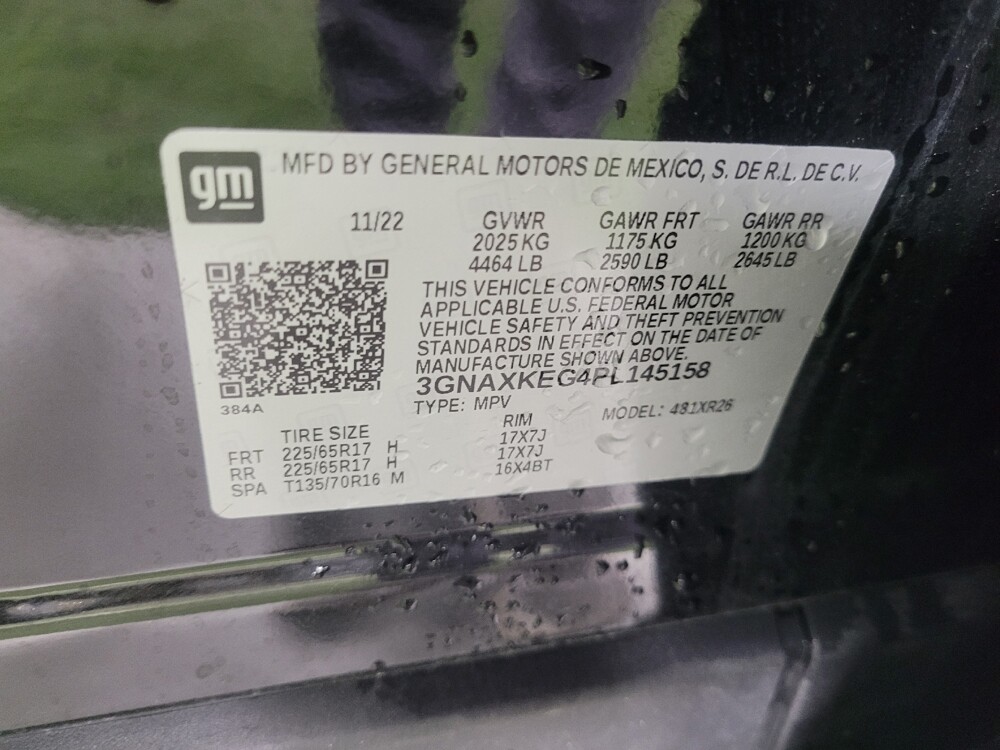 gm
MFD BY GENERAL MOTORS DE MEXICO, S. DE R.L. DE C.V.
11/22 GVWR GAWR FRT GAWR RR
2025 KG 1175 KG 1200 KG
4464 LB 2590 LB 2645 LB
THIS VEHICLE CONFORMS TO ALL
APPLICABLE U.S. FEDERAL MOTOR
VEHICLE SAFETY AND THEFT PREVENTION
STANDARDS IN EFFECT ON THE DATE OF
MANUFACTURE SHOWN ABOVE.
3GNAXKEG4PL145158
384A
TYPE: MPV MODEL: 4S1XR26
TIRE SIZE RIM
FRT 225/65R17 H 17X7J
RR 225/65R17 H 17X7J
SPA T135/70R16 M 16X4BT